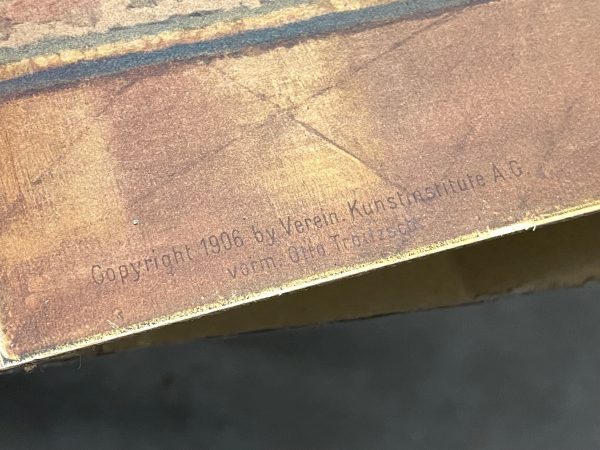 Copyright 1906 by Verein. Kunstinstitute A.G
vorm. Otto Troitzsch